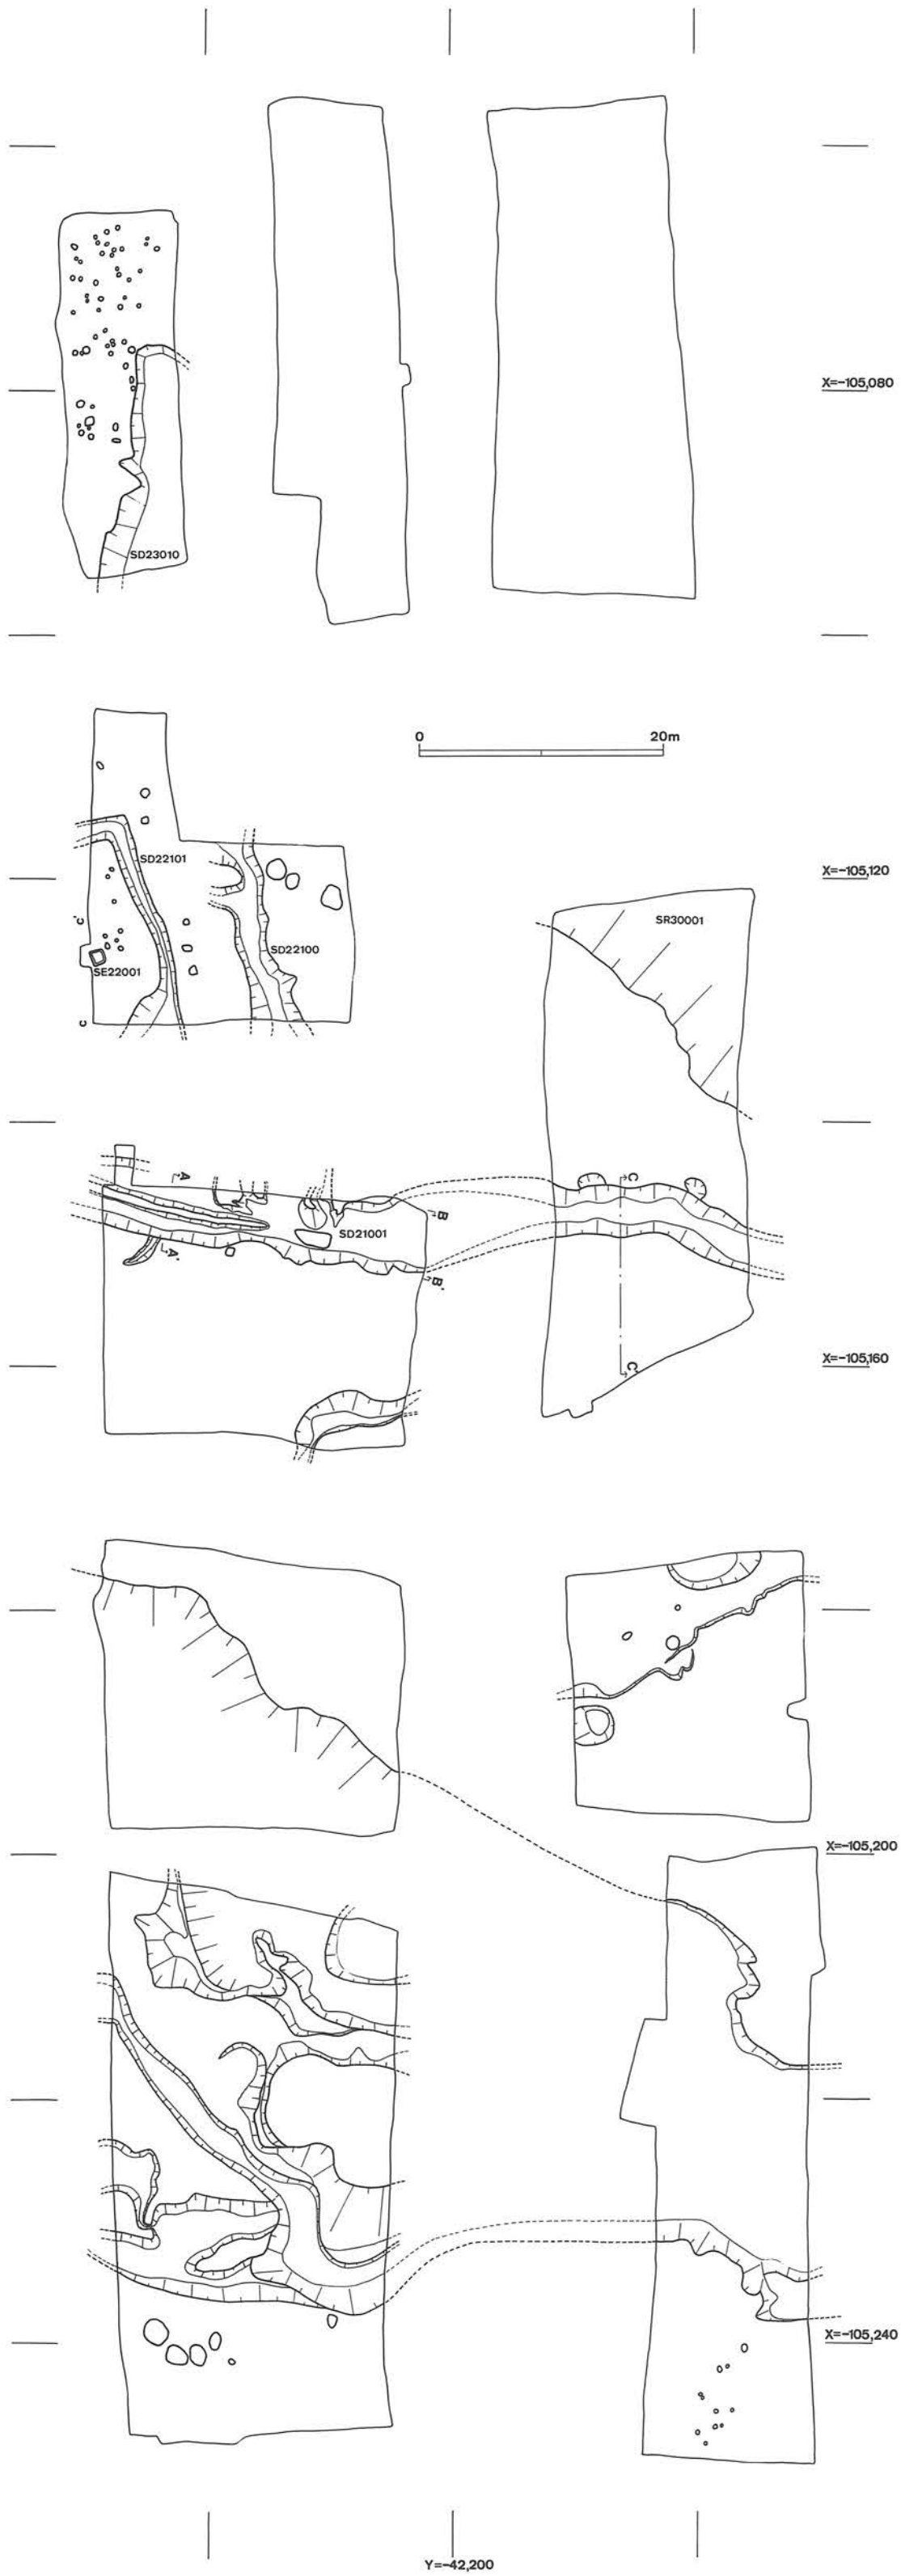 X=-105,080
SD23010
0 20m
SD22101
X=-105,120
SR30001
C'
SD22100
SE22001
C
A
C
B
SD21001
A'
B'
X=-105,160
C'
X=-105,200
X=-105,240
Y=-42,200